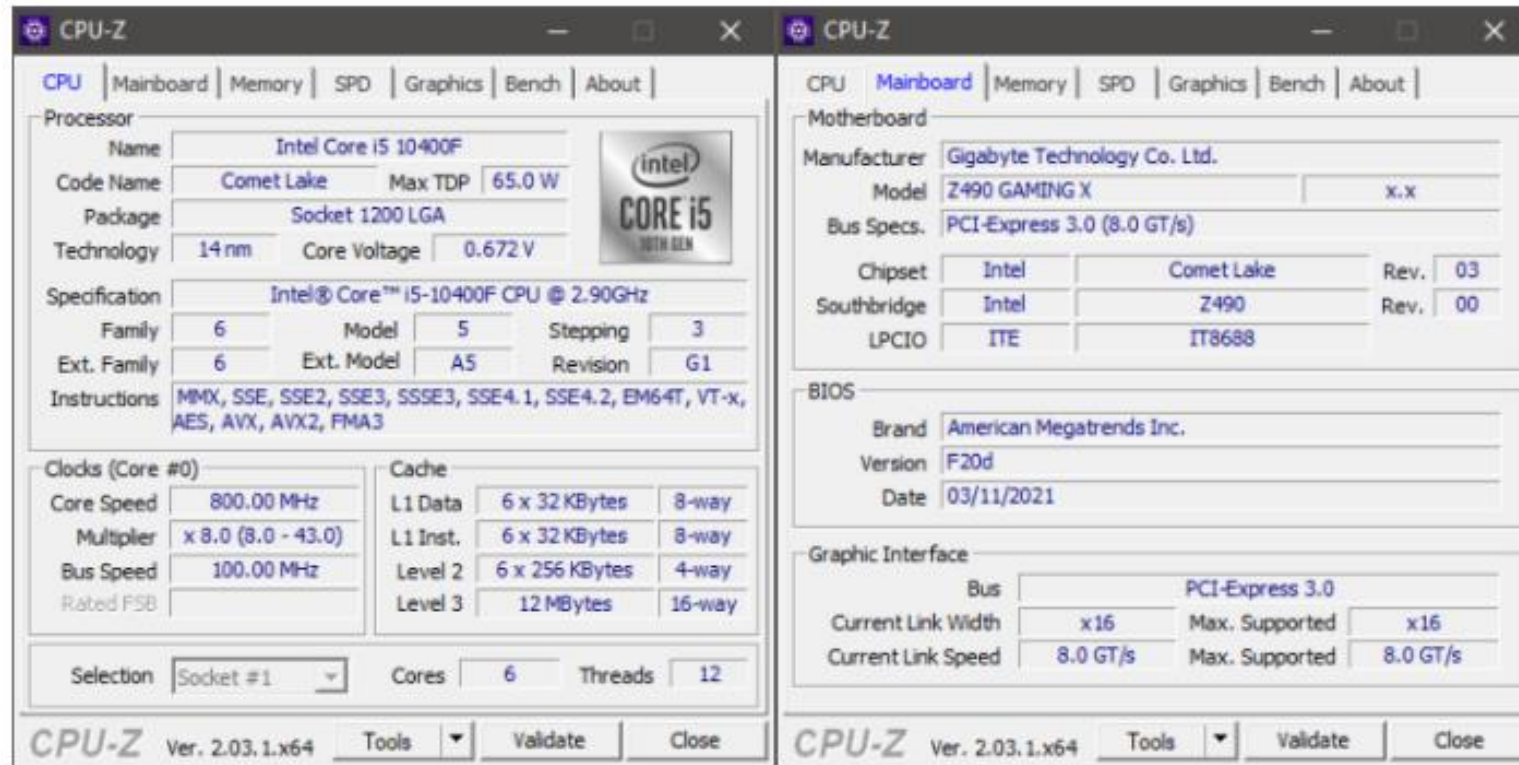 CPU-Z
CPU Mainboard Memory SPD Graphics Bench About
Processor
Name Intel Core i5 10400F
Code Name Comet Lake Max TDP 65.0 W
Package Socket 1200 LGA
Technology 14 nm Core Voltage 0.672 V
intel
CORE i5
10TH GEN
Specification Intel® Core™ i5-10400F CPU @ 2.90GHz
Family 6 Model 5 Stepping 3
Ext. Family 6 Ext. Model A5 Revision G1
Instructions MMX, SSE, SSE2, SSE3, SSSE3, SSE4.1, SSE4.2, EM64T, VT-x,
AES, AVX, AVX2, FMA3
Clocks (Core #0)
Core Speed 800.00 MHz
Multiplier x 8.0 (8.0 - 43.0)
Bus Speed 100.00 MHz
Rated FSB
Cache
L1 Data 6 x 32 KBytes 8-way
L1 Inst. 6 x 32 KBytes 8-way
Level 2 6 x 256 KBytes 4-way
Level 3 12 MBytes 16-way
Selection Socket #1 Cores 6 Threads 12
CPU-Z Ver. 2.03.1.x64 Tools Validate Close
CPU-Z
CPU Mainboard Memory SPD Graphics Bench About
Motherboard
Manufacturer Gigabyte Technology Co. Ltd.
Model Z490 GAMING X x.x
Bus Specs. PCI-Express 3.0 (8.0 GT/s)
Chipset Intel Comet Lake Rev. 03
Southbridge Intel Z490 Rev. 00
LPCIO ITE IT8688
BIOS
Brand American Megatrends Inc.
Version F20d
Date 03/11/2021
Graphic Interface
Bus PCI-Express 3.0
Current Link Width x16 Max. Supported x16
Current Link Speed 8.0 GT/s Max. Supported 8.0 GT/s
CPU-Z Ver. 2.03.1.x64 Tools Validate Close